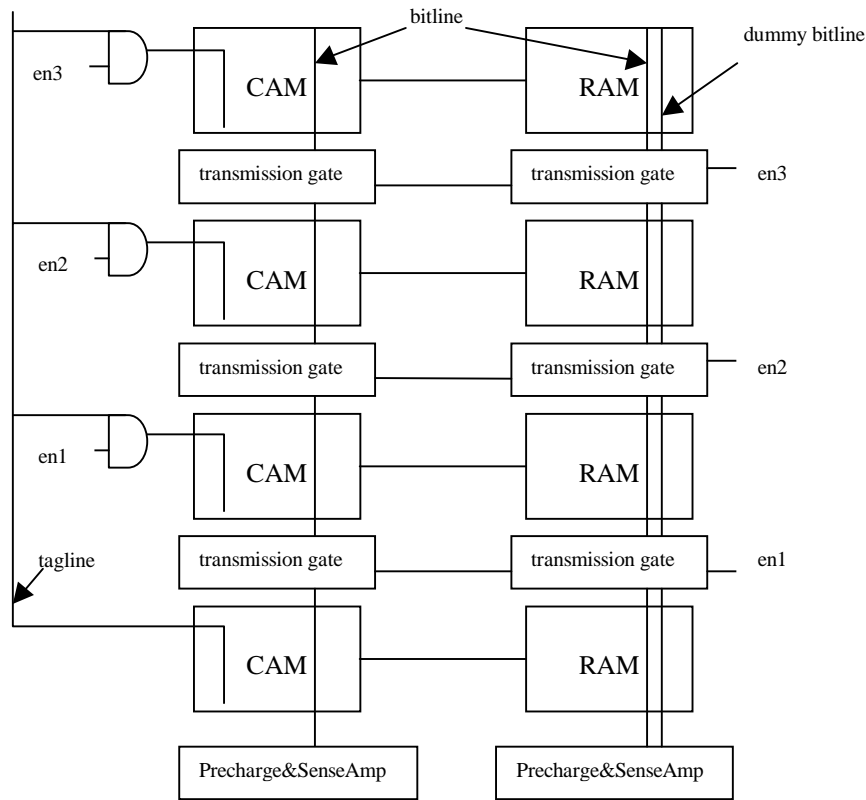 bitline
dummy bitline
en3
CAM
RAM
transmission gate
transmission gate
en3
en2
CAM
RAM
transmission gate
transmission gate
en2
en1
CAM
RAM
tagline
transmission gate
transmission gate
en1
CAM
RAM
Precharge&SenseAmp
Precharge&SenseAmp